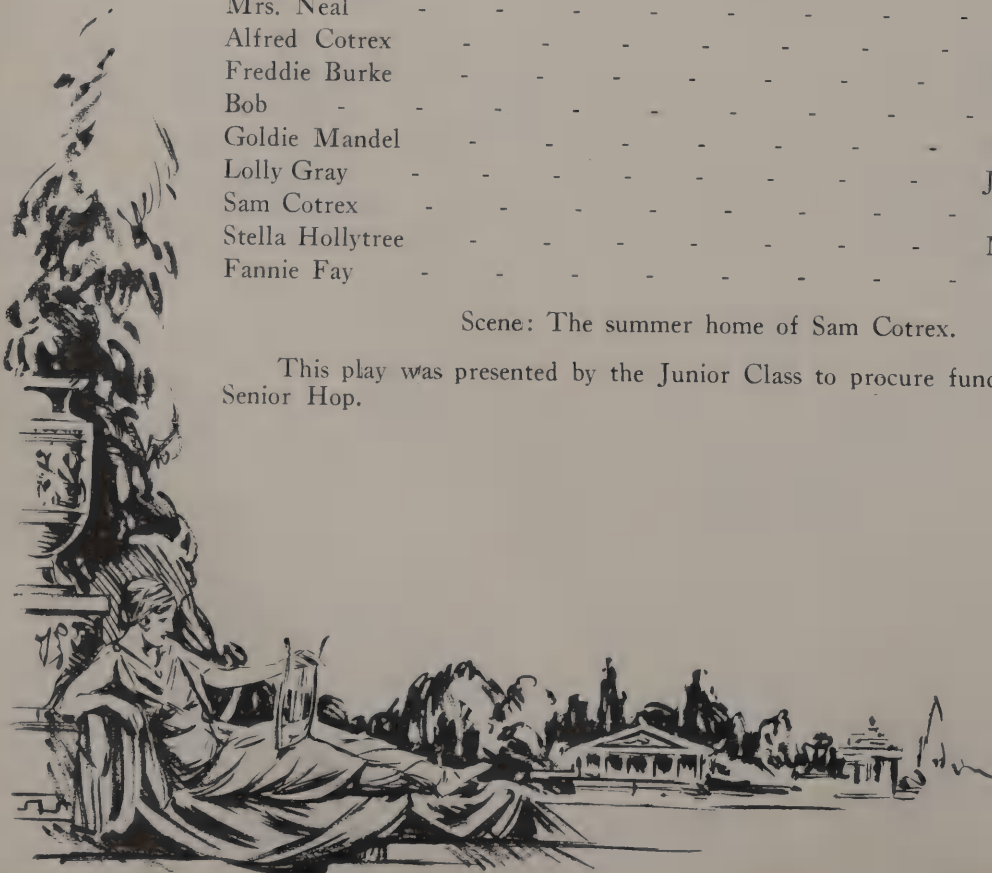 Mrs. Neal - - - - - - - -
Alfred Cotrex - - - - - - -
Freddie Burke - - - - - - -
Bob - - - - - - - - -
Goldie Mandel - - - - - - -
Lolly Gray - - - - - - - J
Sam Cotrex - - - - - - -
Stella Hollytree - - - - - - -
Fannie Fay - - - - - - - -
Scene: The summer home of Sam Cotrex.
This play was presented by the Junior Class to procure fund
Senior Hop.